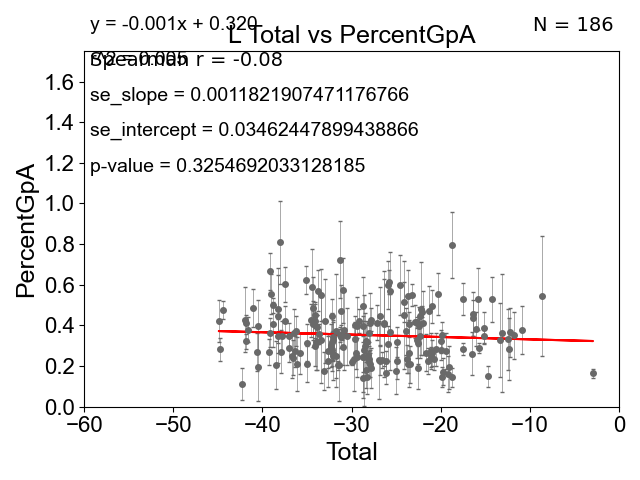 y = -0.001x + 0.320
N = 186
L Total vs PercentGpA
Spearman r = -0.08
se_slope = 0.0011821907471176766
se_intercept = 0.03462447899438866
p-value = 0.3254692033128185
PercentGpA
1.6
1.4
1.2
1.0
0.8
0.6
0.4
0.2
0.0
−60 −50 −40 −30 −20 −10 0
Total